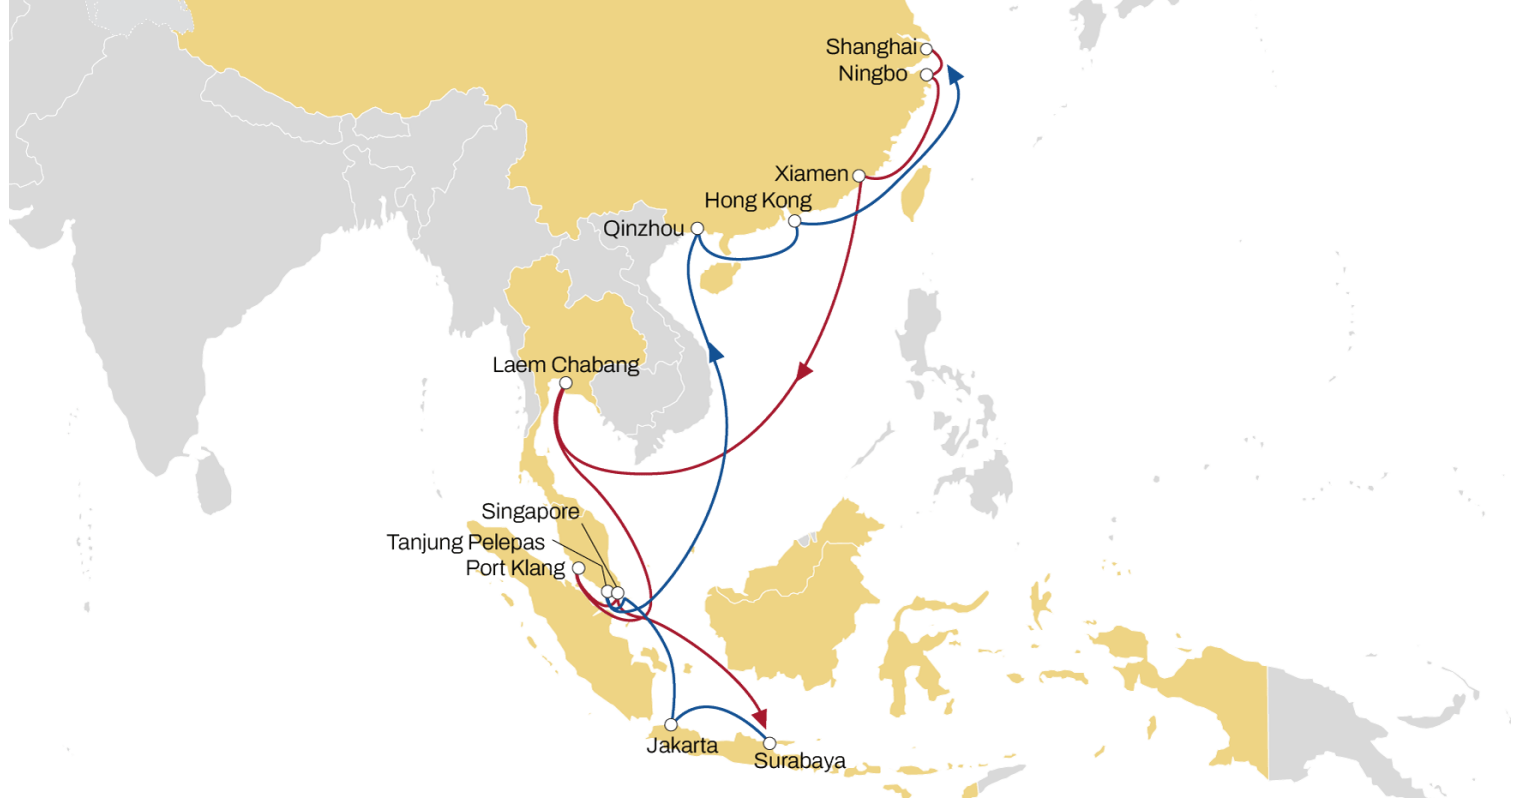 Shanghai
Ningbo
Xiamen
Hong Kong
Qinzhou
Laem Chabang
Singapore
Tanjung Pelepas
Port Klang
Jakarta
Surabaya